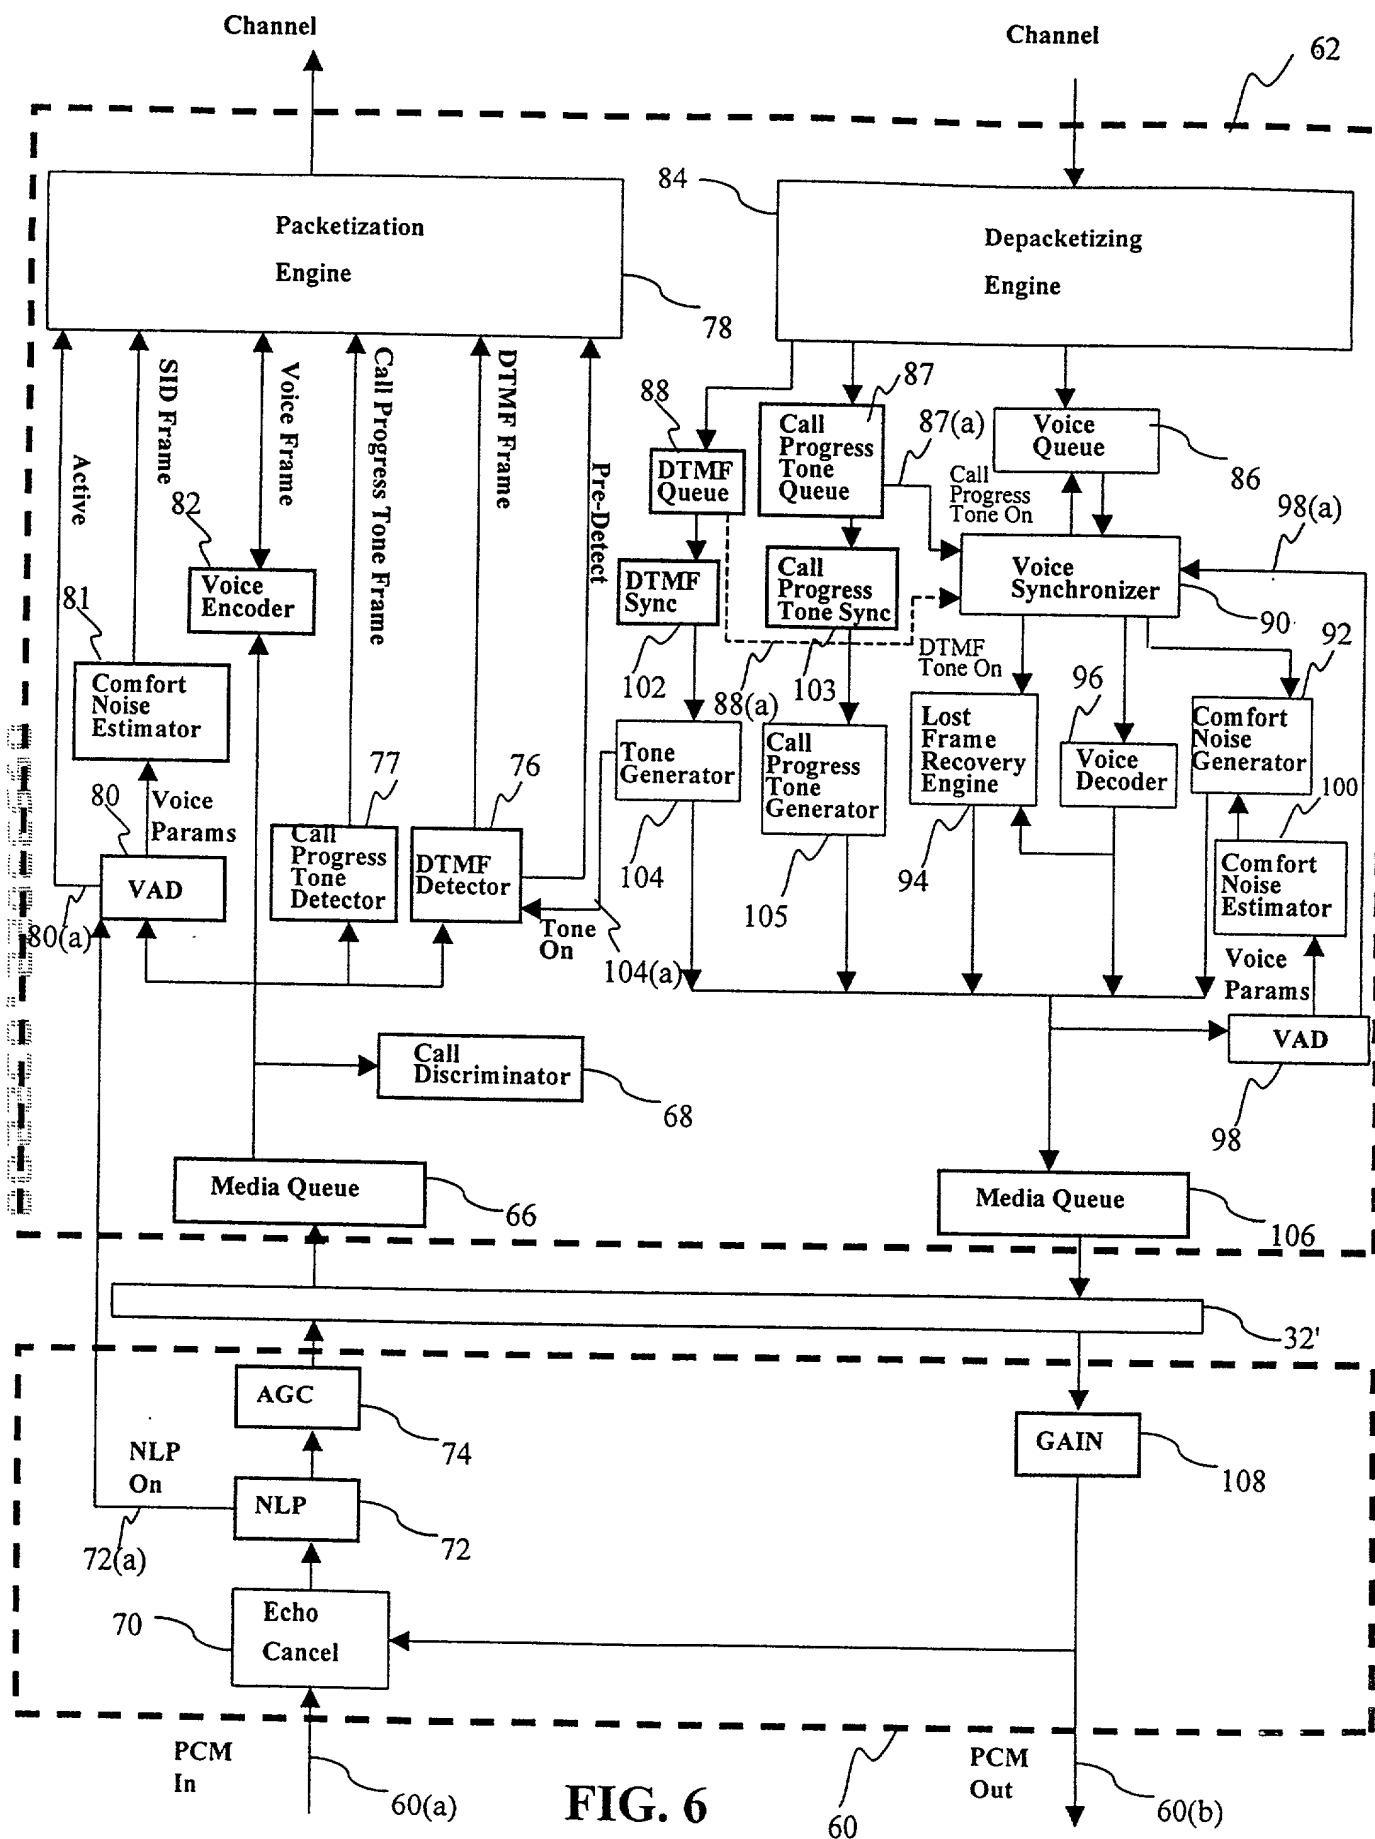 Channel
Channel
62
84
Packetization
Engine
Depacketizing
Engine
78
Active
SID Frame
Voice Frame
Call Progress Tone Frame
DTMF Frame
Pre-Detect
88
87
87(a)
DTMF
Queue
Call
Progress
Tone
Queue
Voice
Queue
86
Call
Progress
Tone On
98(a)
82
Voice
Encoder
DTMF
Sync
Call
Progress
Tone Sync
Voice
Synchronizer
90
81
102
88(a)
103
DTMF
Tone On
96
92
Comfort
Noise
Estimator
Tone
Generator
Call
Progress
Tone
Generator
Lost
Frame
Recovery
Engine
Voice
Decoder
Comfort
Noise
Generator
80
Voice
Params
77
76
100
VAD
Call
Progress
Tone
Detector
DTMF
Detector
104
105
94
Comfort
Noise
Estimator
80(a)
Tone
On
104(a)
Voice
Params
VAD
Call
Discriminator
68
98
Media Queue
66
Media Queue
106
32'
AGC
74
GAIN
108
NLP
On
NLP
72
72(a)
70
Echo
Cancel
PCM
In
60(a)
FIG. 6
60
PCM
Out
60(b)